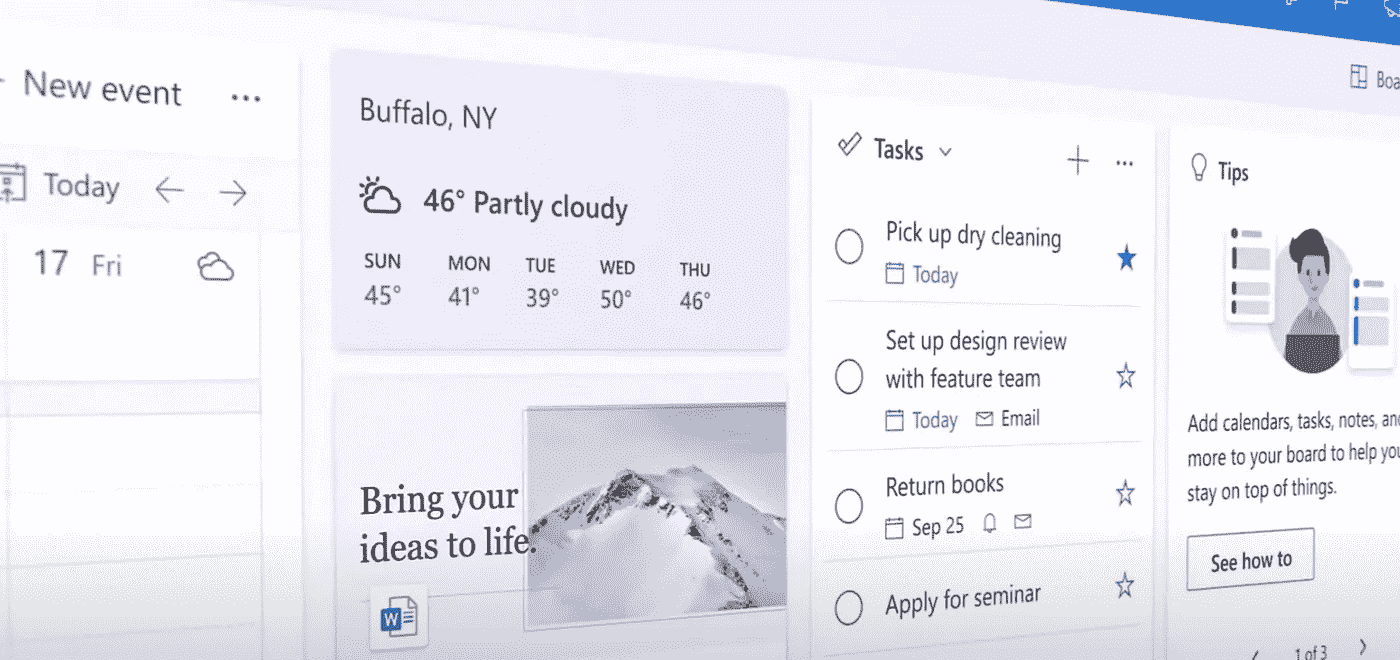 New event
...
Today
17 Fri
Buffalo, NY
46° Partly cloudy
SUN MON TUE WED THU
45° 41° 39° 50° 46°
Bring your
ideas to life.
W
Tasks
...
Pick up dry cleaning
Today
Set up design review
with feature team
Today Email
Return books
Sep 25
Apply for seminar
Tips
Add calendars, tasks, notes,
more to your board to help
stay on top of things.
See how to
1 of 3